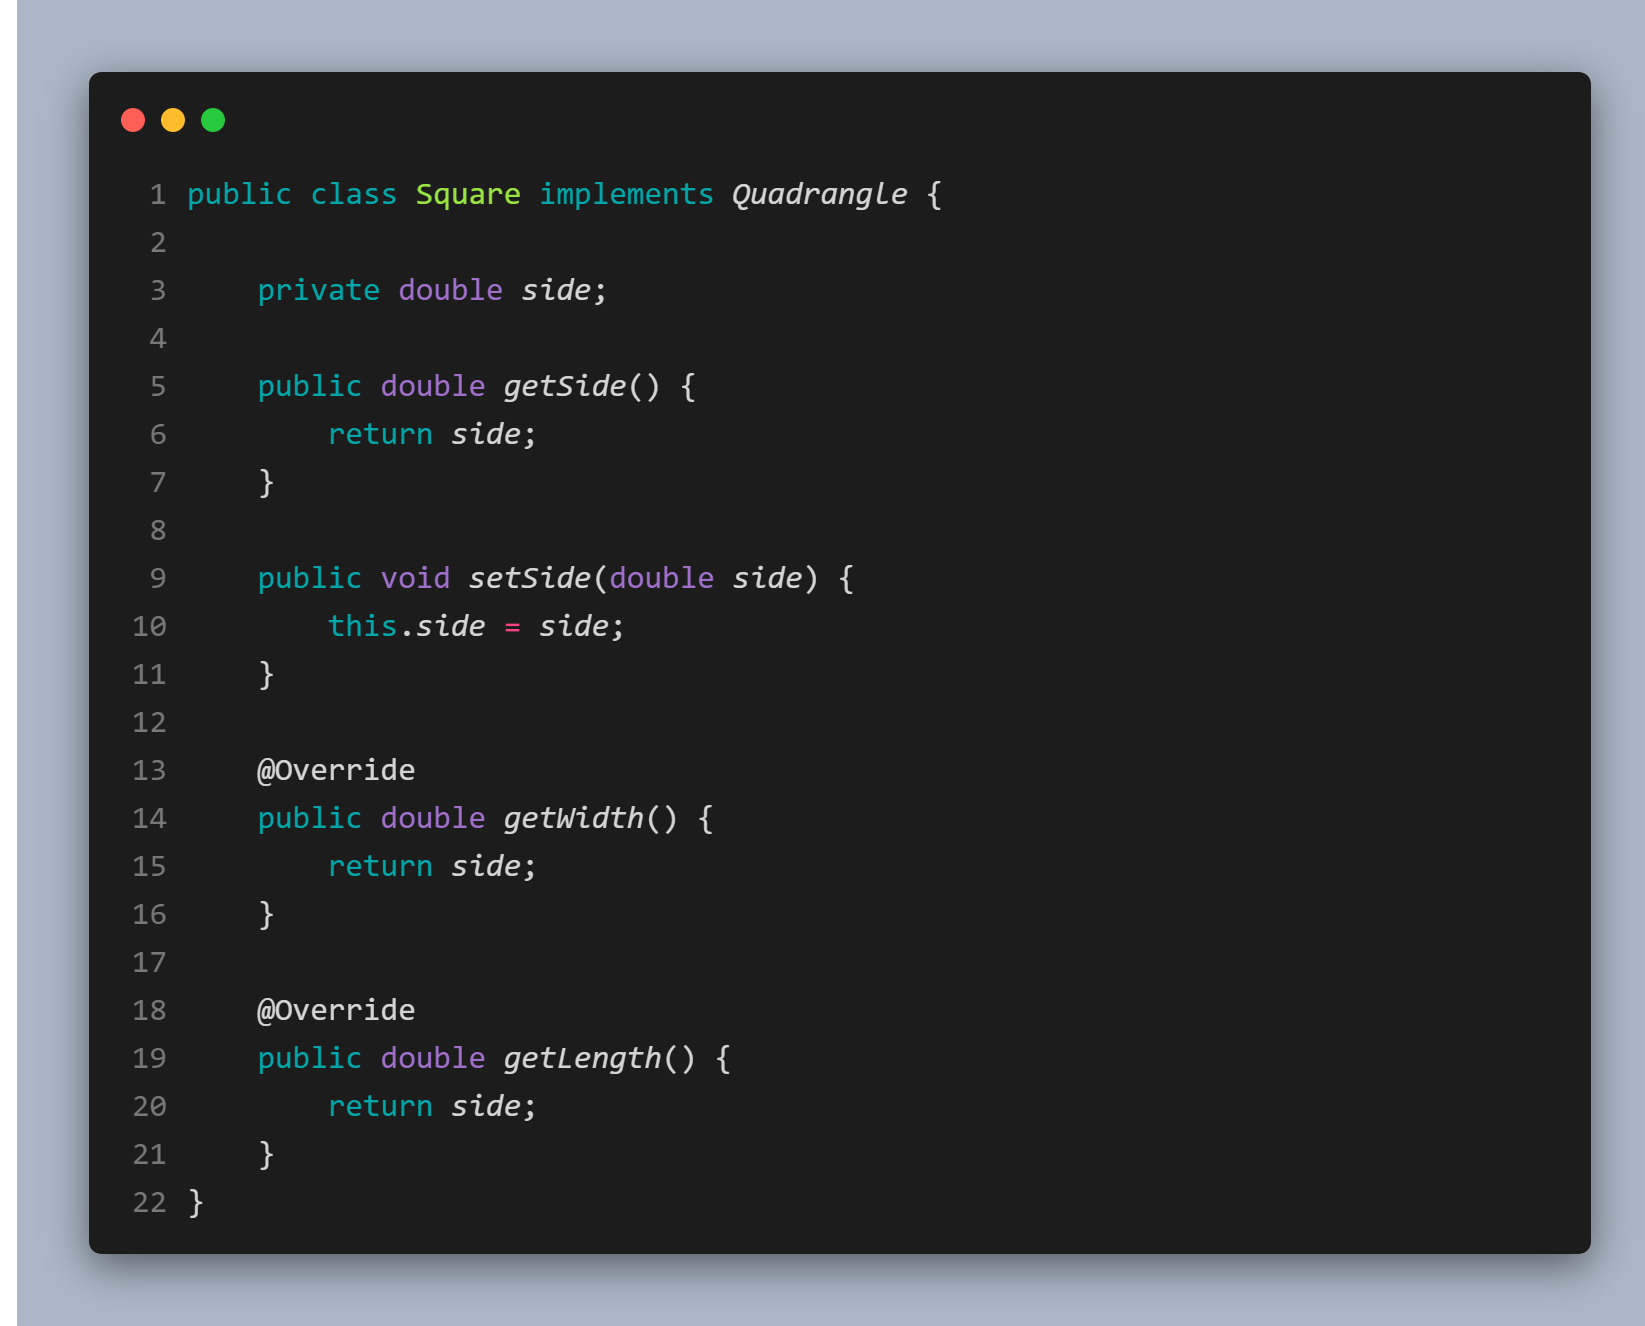 1 public class Square implements Quadrangle {
2
3     private double side;
4
5     public double getSide() {
6         return side;
7     }
8
9     public void setSide(double side) {
10         this.side = side;
11     }
12
13     @Override
14     public double getWidth() {
15         return side;
16     }
17
18     @Override
19     public double getLength() {
20         return side;
21     }
22 }